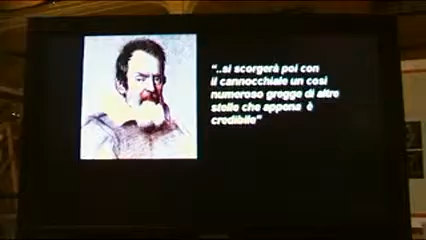 “..si scorgerà poi con
il cannocchiale un così
numeroso gregge di altre
stelle che appena è
credibile”